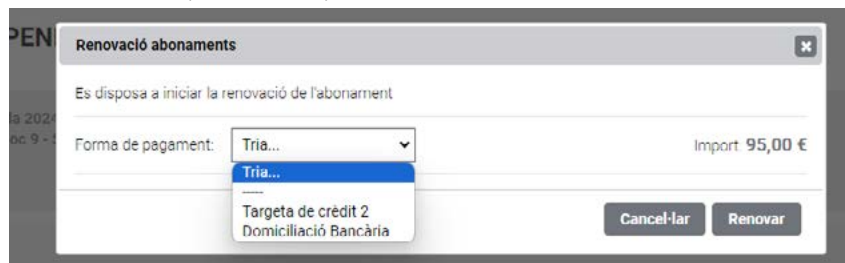 PEN
Renovació abonaments
Es disposa a iniciar la renovació de l'abonament
la 2024
oc 9 - S
Forma de pagament:
Tria...
Import: 95,00 €
Tria...
-----
Targeta de crèdit 2
Domiciliació Bancària
Cancel·lar
Renovar